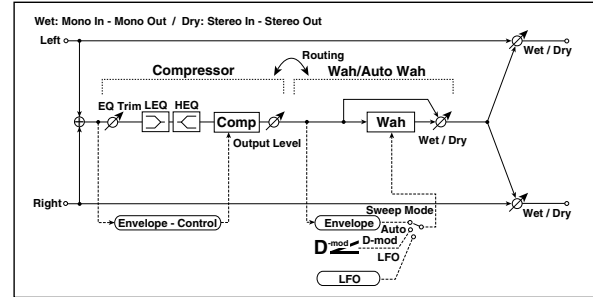 Wet: Mono In - Mono Out / Dry: Stereo In - Stereo Out
Left
Wet / Dry
Routing
Compressor
Wah/Auto Wah
EQ Trim
LEQ
HEQ
Comp
Output Level
Wah
Wet / Dry
Right
Wet / Dry
Envelope - Control
Envelope
Sweep Mode
Auto
D-mod
D-mod
LFO
LFO